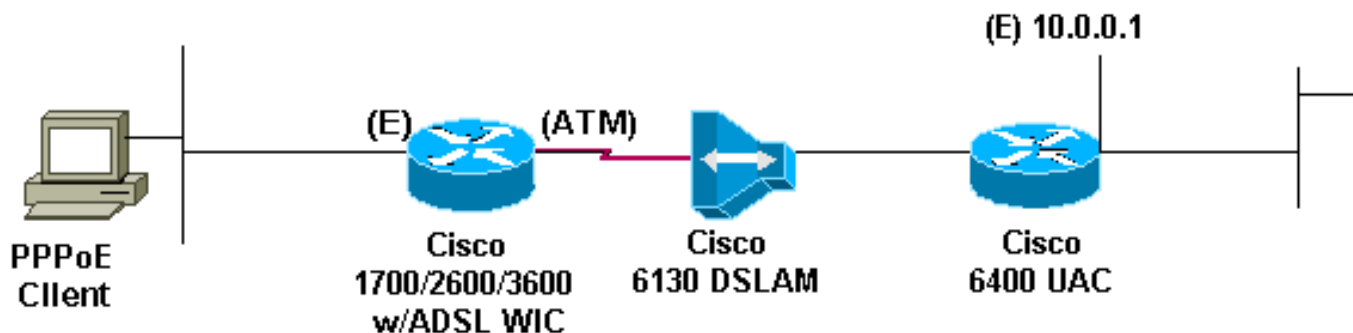 (E) 10.0.0.1
(E)
(ATM)
PPPoE
Client
Cisco
1700/2600/3600
w/ADSL WIC
Cisco
6130 DSLAM
Cisco
6400 UAC